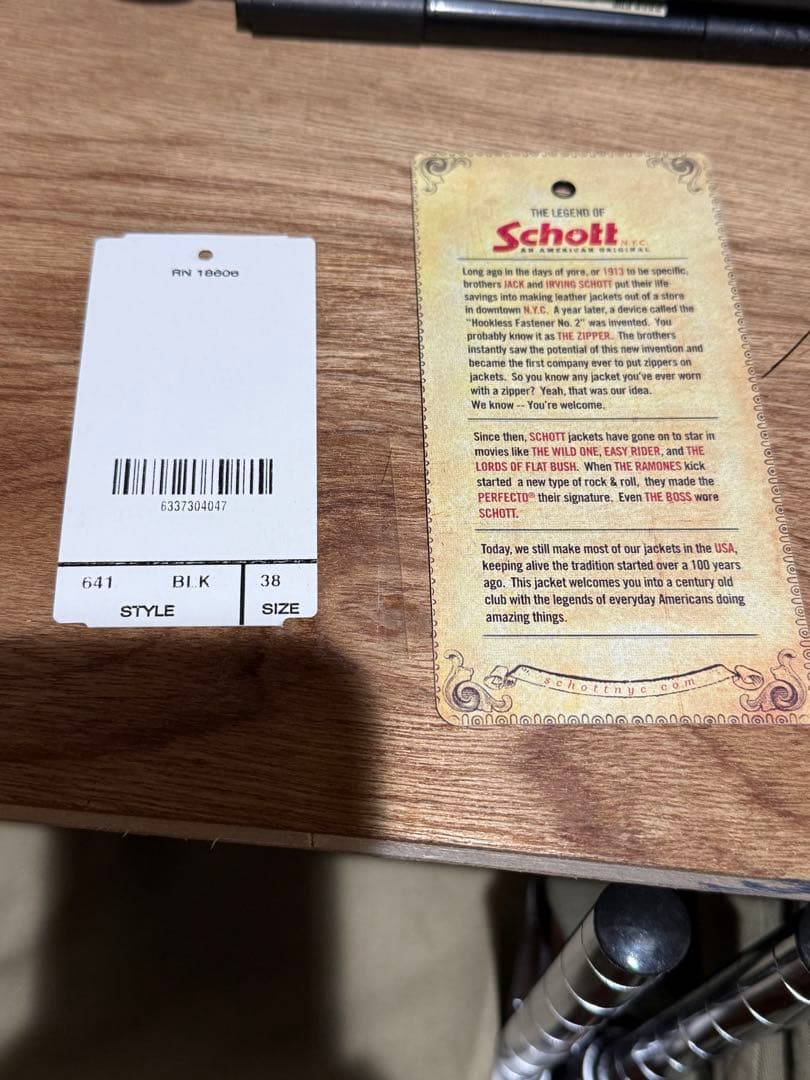 RN 18606
6337304047
641 BLK 38
STYLE SIZE
THE LEGEND OF
Schott N.Y.C.
AN AMERICAN ORIGINAL
Long ago in the days of yore, or 1913 to be specific,
brothers JACK and IRVING SCHOTT put their life
savings into making leather jackets out of a store
in downtown N.Y.C. A year later, a device called the
"Hookless Fastener No. 2" was invented. You
probably know it as THE ZIPPER. The brothers
instantly saw the potential of this new invention and
became the first company ever to put zippers on
jackets. So you know any jacket you've ever worn
with a zipper? Yeah, that was our idea.
We know -- You're welcome.
Since then, SCHOTT jackets have gone on to star in
movies like THE WILD ONE, EASY RIDER, and THE
LORDS OF FLAT BUSH. When THE RAMONES kick
started a new type of rock & roll, they made the
PERFECTO® their signature. Even THE BOSS wore
SCHOTT.
Today, we still make most of our jackets in the USA,
keeping alive the tradition started over a 100 years
ago. This jacket welcomes you into a century old
club with the legends of everyday Americans doing
amazing things.
schottnyc.com